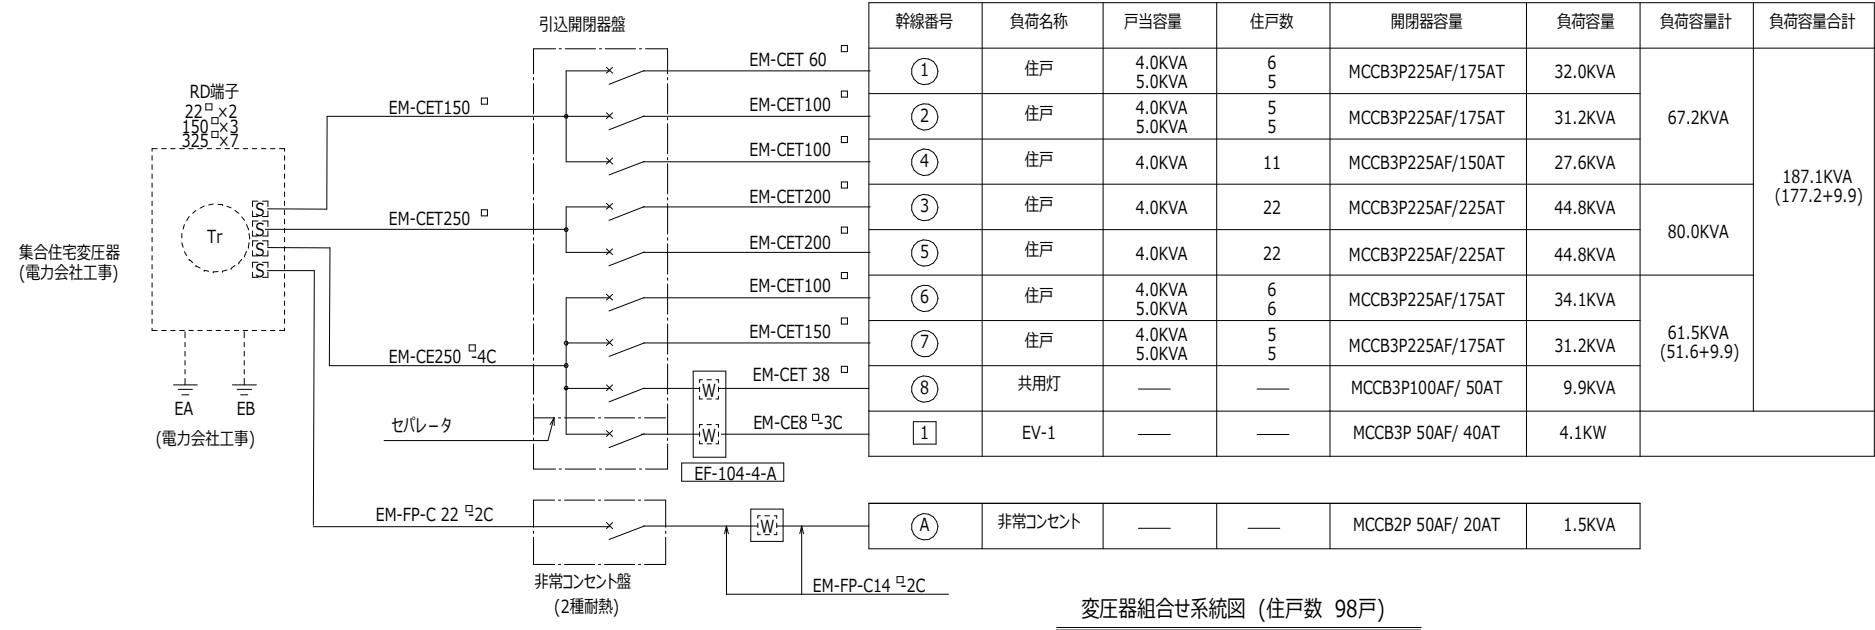 引込開閉器盤
RD端子
22□×2
150□×3
325□×7
Tr
S
S
S
S
集合住宅変圧器
(電力会社工事)
EA
EB
(電力会社工事)
EM-CET150 □
EM-CET250 □
EM-CE250 □-4C
セパレータ
EM-FP-C 22 □-2C
EM-CET 60 □
EM-CET100 □
EM-CET100 □
EM-CET200 □
EM-CET200 □
EM-CET100 □
EM-CET150 □
EM-CET 38 □
W
EM-CE8 □-3C
W
EF-104-4-A
W
EM-FP-C14 □-2C
非常コンセント盤
(2種耐熱)
幹線番号 負荷名称 戸当容量 住戸数 開閉器容量 負荷容量 負荷容量計 負荷容量合計
① 住戸 4.0KVA 6 MCCB3P225AF/175AT 32.0KVA
5.0KVA 5
② 住戸 4.0KVA 5 MCCB3P225AF/175AT 31.2KVA 67.2KVA
5.0KVA 5
④ 住戸 4.0KVA 11 MCCB3P225AF/150AT 27.6KVA
187.1KVA
(177.2+9.9)
③ 住戸 4.0KVA 22 MCCB3P225AF/225AT 44.8KVA
80.0KVA
⑤ 住戸 4.0KVA 22 MCCB3P225AF/225AT 44.8KVA
⑥ 住戸 4.0KVA 6 MCCB3P225AF/175AT 34.1KVA
5.0KVA 6
61.5KVA
(51.6+9.9)
⑦ 住戸 4.0KVA 5 MCCB3P225AF/175AT 31.2KVA
5.0KVA 5
⑧ 共用灯 —— —— MCCB3P100AF/ 50AT 9.9KVA
1 EV-1 —— —— MCCB3P 50AF/ 40AT 4.1KW
A 非常コンセント —— —— MCCB2P 50AF/ 20AT 1.5KVA
変圧器組合せ系統図 (住戸数 98戸)